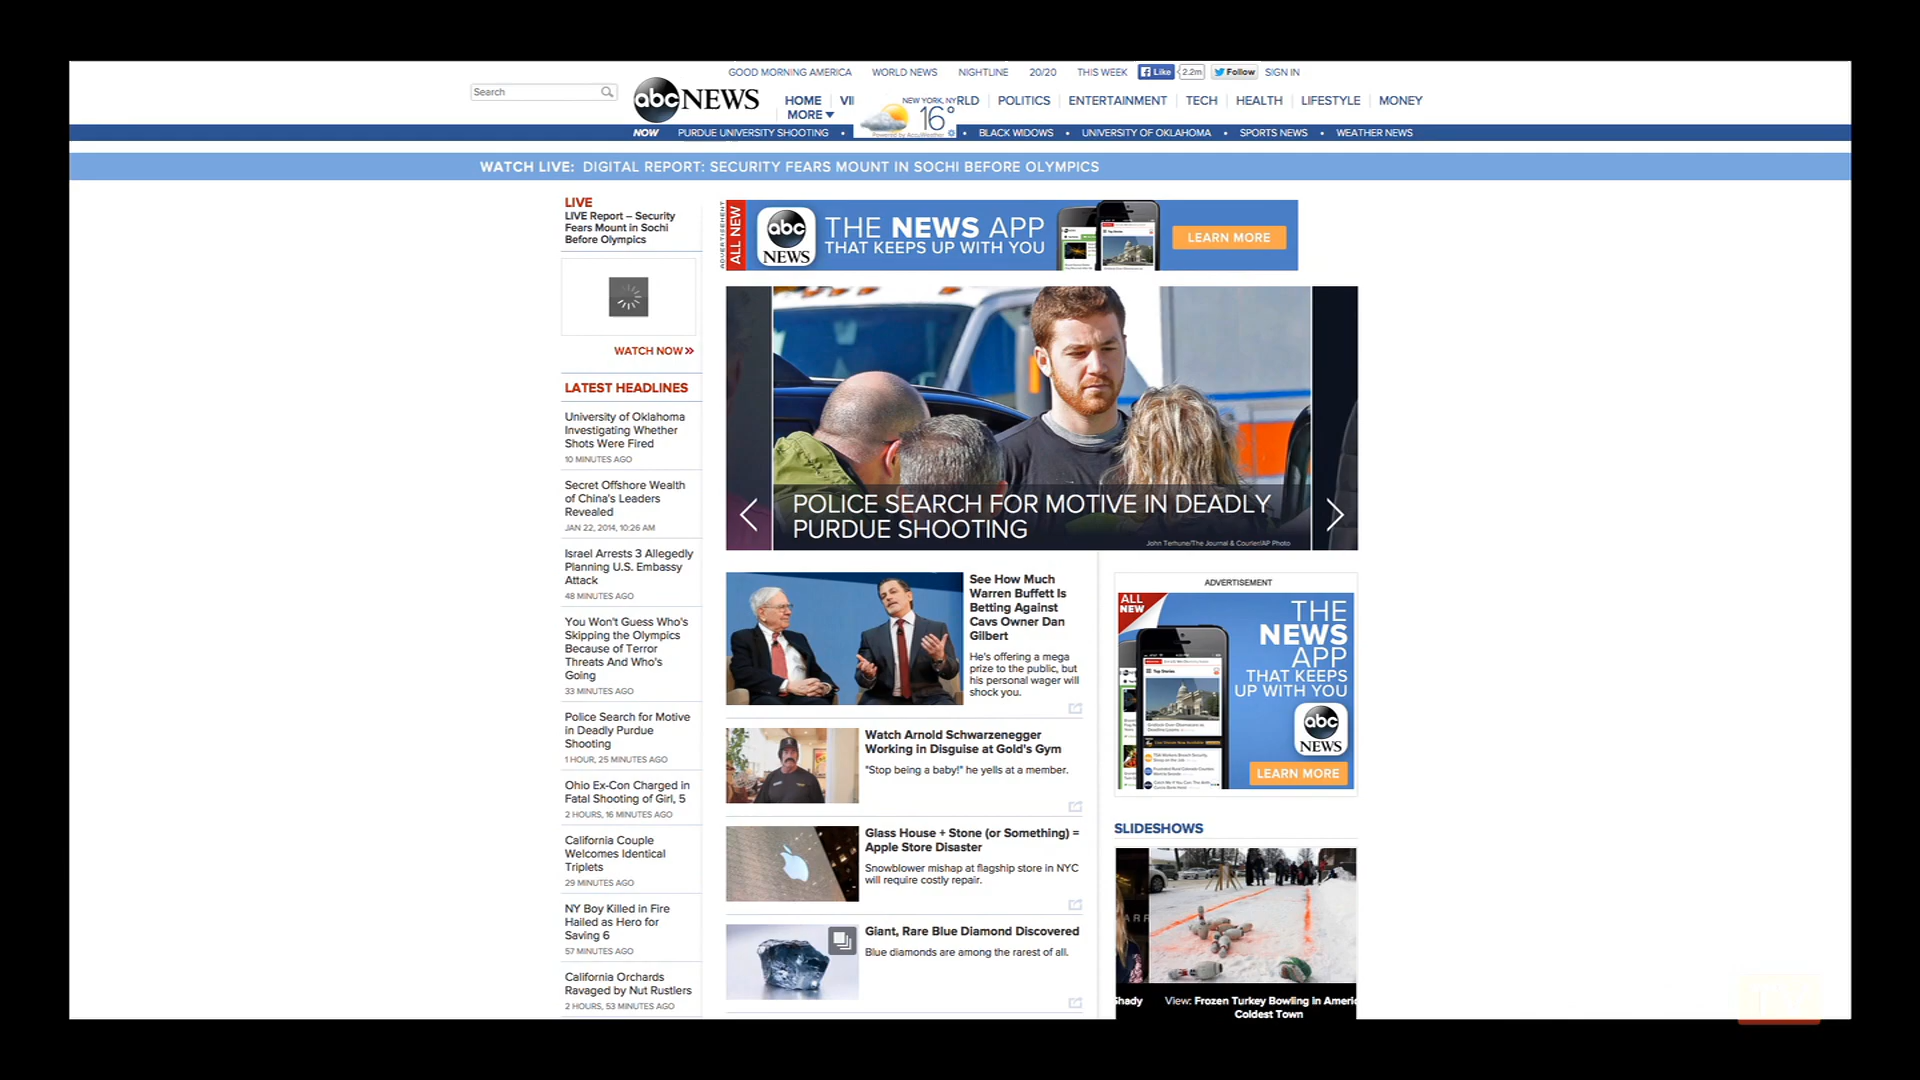 GOOD MORNING AMERICA WORLD NEWS NIGHTLINE 20/20 THIS WEEK Like 2.2m Follow SIGN IN
Search
abc NEWS
HOME VI RLD POLITICS ENTERTAINMENT TECH HEALTH LIFESTYLE MONEY
MORE
NEW YORK, NY
16°
Powered by AccuWeather
NOW PURDUE UNIVERSITY SHOOTING • • BLACK WIDOWS • UNIVERSITY OF OKLAHOMA • SPORTS NEWS • WEATHER NEWS
WATCH LIVE: DIGITAL REPORT: SECURITY FEARS MOUNT IN SOCHI BEFORE OLYMPICS
LIVE
LIVE Report – Security
Fears Mount in Sochi
Before Olympics
WATCH NOW »
LATEST HEADLINES
University of Oklahoma
Investigating Whether
Shots Were Fired
10 MINUTES AGO
Secret Offshore Wealth
of China's Leaders
Revealed
JAN 22, 2014, 10:26 AM
Israel Arrests 3 Allegedly
Planning U.S. Embassy
Attack
48 MINUTES AGO
You Won't Guess Who's
Skipping the Olympics
Because of Terror
Threats And Who's
Going
33 MINUTES AGO
Police Search for Motive
in Deadly Purdue
Shooting
1 HOUR, 25 MINUTES AGO
Ohio Ex-Con Charged in
Fatal Shooting of Girl, 5
2 HOURS, 16 MINUTES AGO
California Couple
Welcomes Identical
Triplets
29 MINUTES AGO
NY Boy Killed in Fire
Hailed as Hero for
Saving 6
57 MINUTES AGO
California Orchards
Ravaged by Nut Rustlers
2 HOURS, 53 MINUTES AGO
ADVERTISEMENT
ALL NEW
abc
NEWS
THE NEWS APP
THAT KEEPS UP WITH YOU
LEARN MORE
POLICE SEARCH FOR MOTIVE IN DEADLY
PURDUE SHOOTING
John Terhune/The Journal & Courier/AP Photo
See How Much
Warren Buffett Is
Betting Against
Cavs Owner Dan
Gilbert
He's offering a mega
prize to the public, but
his personal wager will
shock you.
Watch Arnold Schwarzenegger
Working in Disguise at Gold's Gym
"Stop being a baby!" he yells at a member.
Glass House + Stone (or Something) =
Apple Store Disaster
Snowblower mishap at flagship store in NYC
will require costly repair.
Giant, Rare Blue Diamond Discovered
Blue diamonds are among the rarest of all.
ADVERTISEMENT
ALL
NEW
THE
NEWS
APP
THAT KEEPS
UP WITH YOU
abc
NEWS
LEARN MORE
Top Stories
SLIDESHOWS
Shady
View: Frozen Turkey Bowling in Americ
Coldest Town